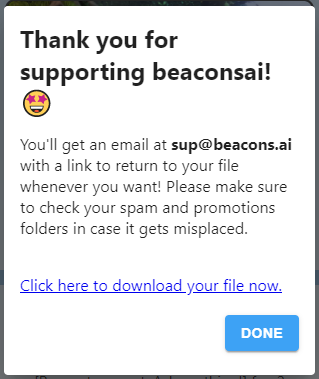 Thank you for
supporting beaconsai!
🤩
You'll get an email at sup@beacons.ai
with a link to return to your file
whenever you want! Please make sure
to check your spam and promotions
folders in case it gets misplaced.
Click here to download your file now.
DONE